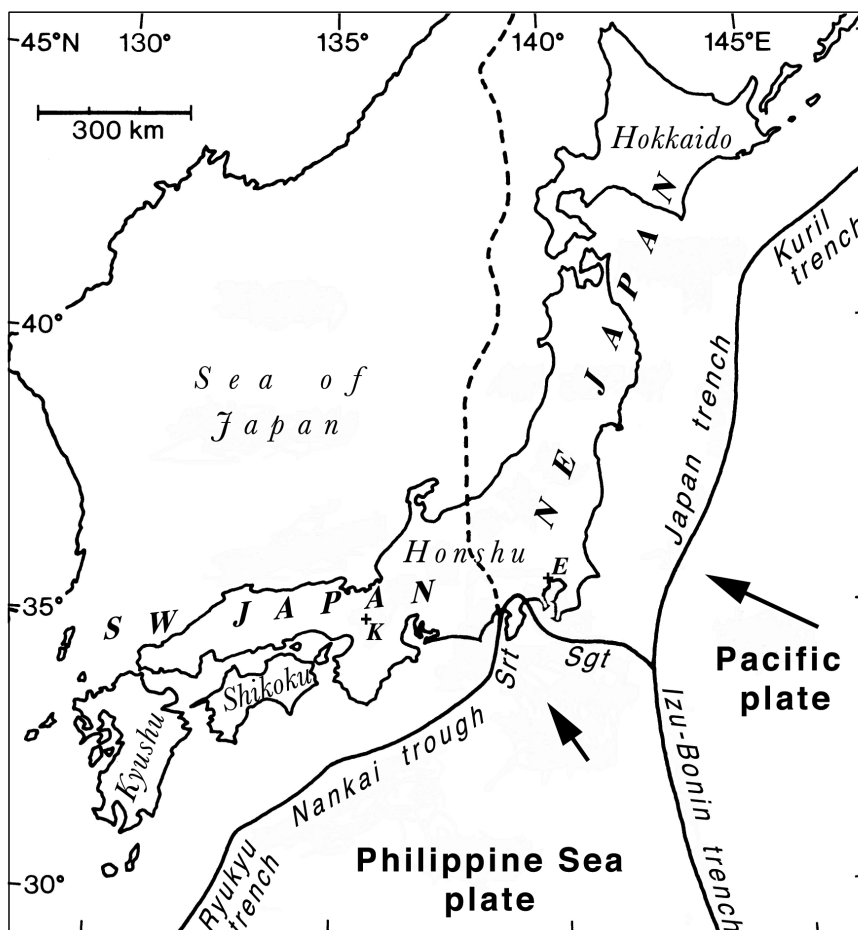 45°N
130°
135°
140°
145°E
300 km
Hokkaido
Kuril
trench
40°
Sea of
Japan
NE JAPAN
Japan trench
Honshu
E
35°
SW JAPAN
K
Shikoku
Kyushu
Srt
Sgt
Pacific
plate
Nankai trough
Izu-Bonin trench
Philippine Sea
plate
30°
Ryukyu
trench